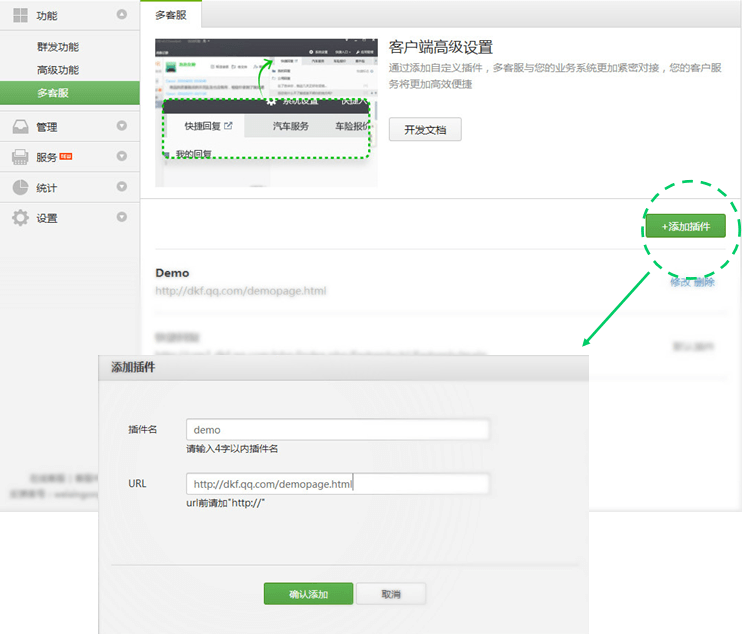 功能
群发功能
高级功能
多客服
管理
服务 NEW
统计
设置
多客服
系统设置 快捷入
快捷回复 汽车服务 车险报价
我的回复
客户端高级设置
通过添加自定义插件，多客服与您的业务系统更加紧密对接，您的客户服
务将更加高效便捷
开发文档
+添加插件
Demo
http://dkf.qq.com/demopage.html
修改 删除
默认插件
添加插件
插件名 demo
请输入4字以内插件名
URL http://dkf.qq.com/demopage.html
url前请加"http://"
确认添加 取消